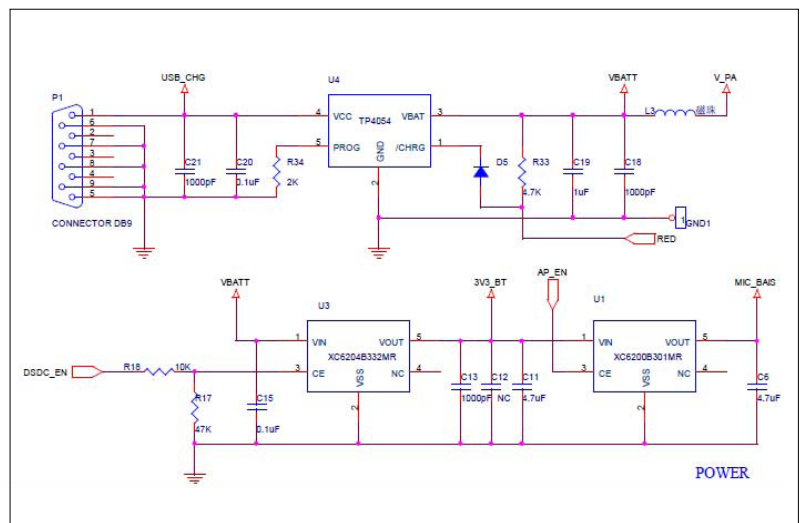 USB_CHG
U4
VBATT
V_PA
P1
L3 磁珠
1
6
2
7
3
8
4
9
5
4 VCC VBAT 3
TP4054
5 PROG /CHRG 1
GND
2
C21
1000pF
C20
0.1uF
R34
2K
D5
R33
4.7K
C19
1uF
C18
1000pF
CONNECTOR DB9
1
GND1
RED
VBATT
U3
3V3_BT
AP_EN
U1
MIC_BAIS
1 VIN VOUT 5
XC6204B332MR
3 CE NC 4
VSS
2
1 VIN VOUT 5
XC6200B301MR
3 CE NC 4
VSS
2
DSDC_EN
R18 10K
R17
47K
C15
0.1uF
C13
1000pF
C12
NC
C11
4.7uF
C6
4.7uF
POWER